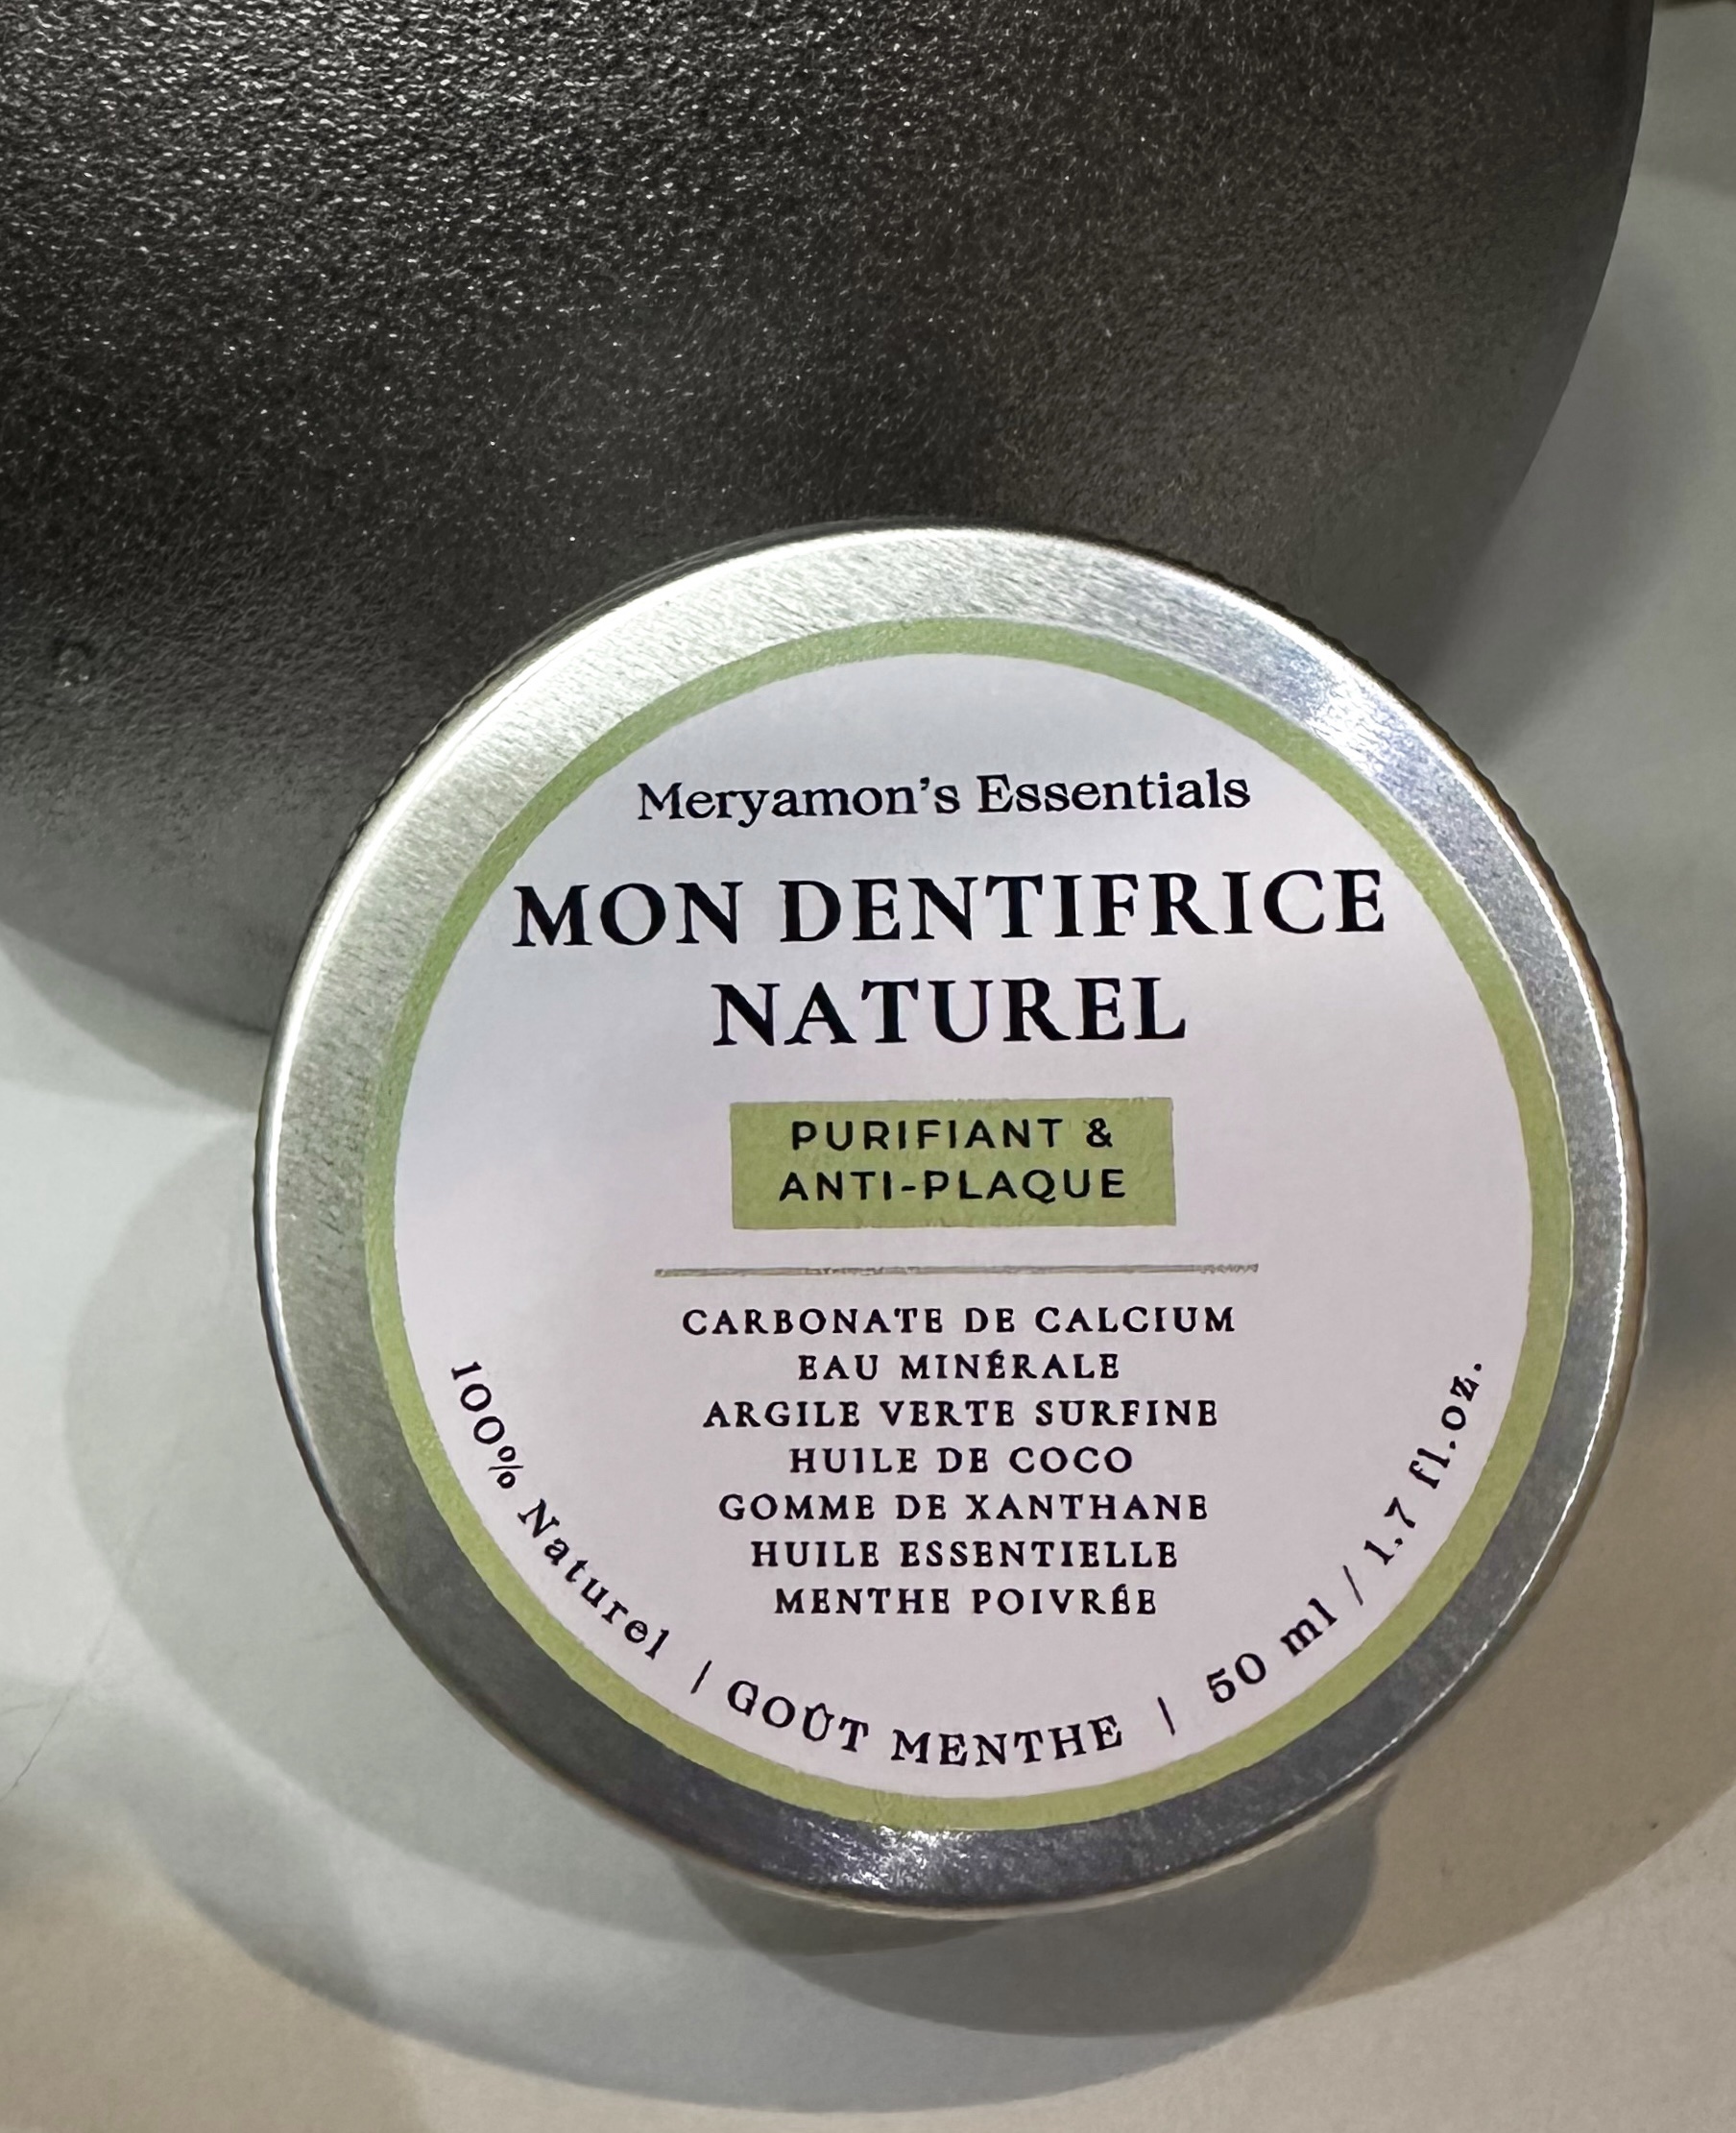 Meryamon's Essentials
MON DENTIFRICE
NATUREL
PURIFIANT &
ANTI-PLAQUE
CARBONATE DE CALCIUM
EAU MINÉRALE
ARGILE VERTE SURFINE
HUILE DE COCO
GOMME DE XANTHANE
HUILE ESSENTIELLE
MENTHE POIVRÉE
100% Naturel | GOÛT MENTHE | 50 ml / 1.7 fl.oz.